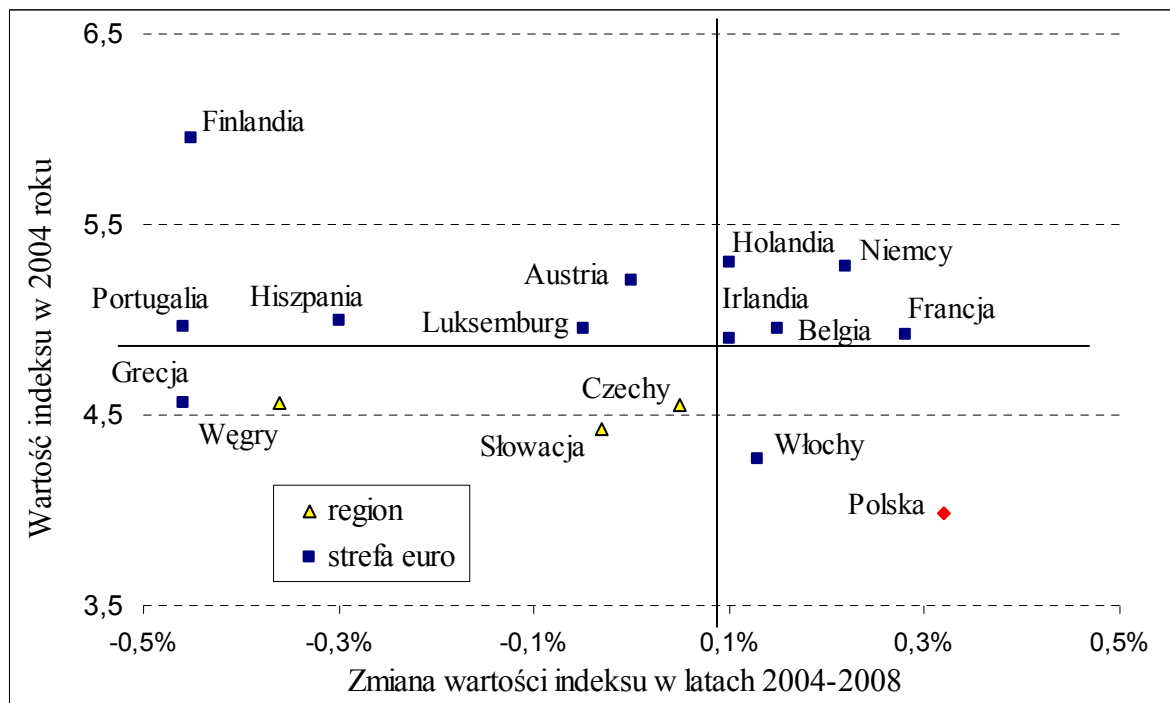 Wartość indeksu w 2004 roku
6,5
5,5
4,5
3,5
Finlandia
Holandia
Niemcy
Austria
Portugalia
Hiszpania
Luksemburg
Irlandia
Belgia
Francja
Grecja
Węgry
Czechy
Słowacja
Włochy
Polska
region
strefa euro
-0,5%
-0,3%
-0,1%
0,1%
0,3%
0,5%
Zmiana wartości indeksu w latach 2004-2008